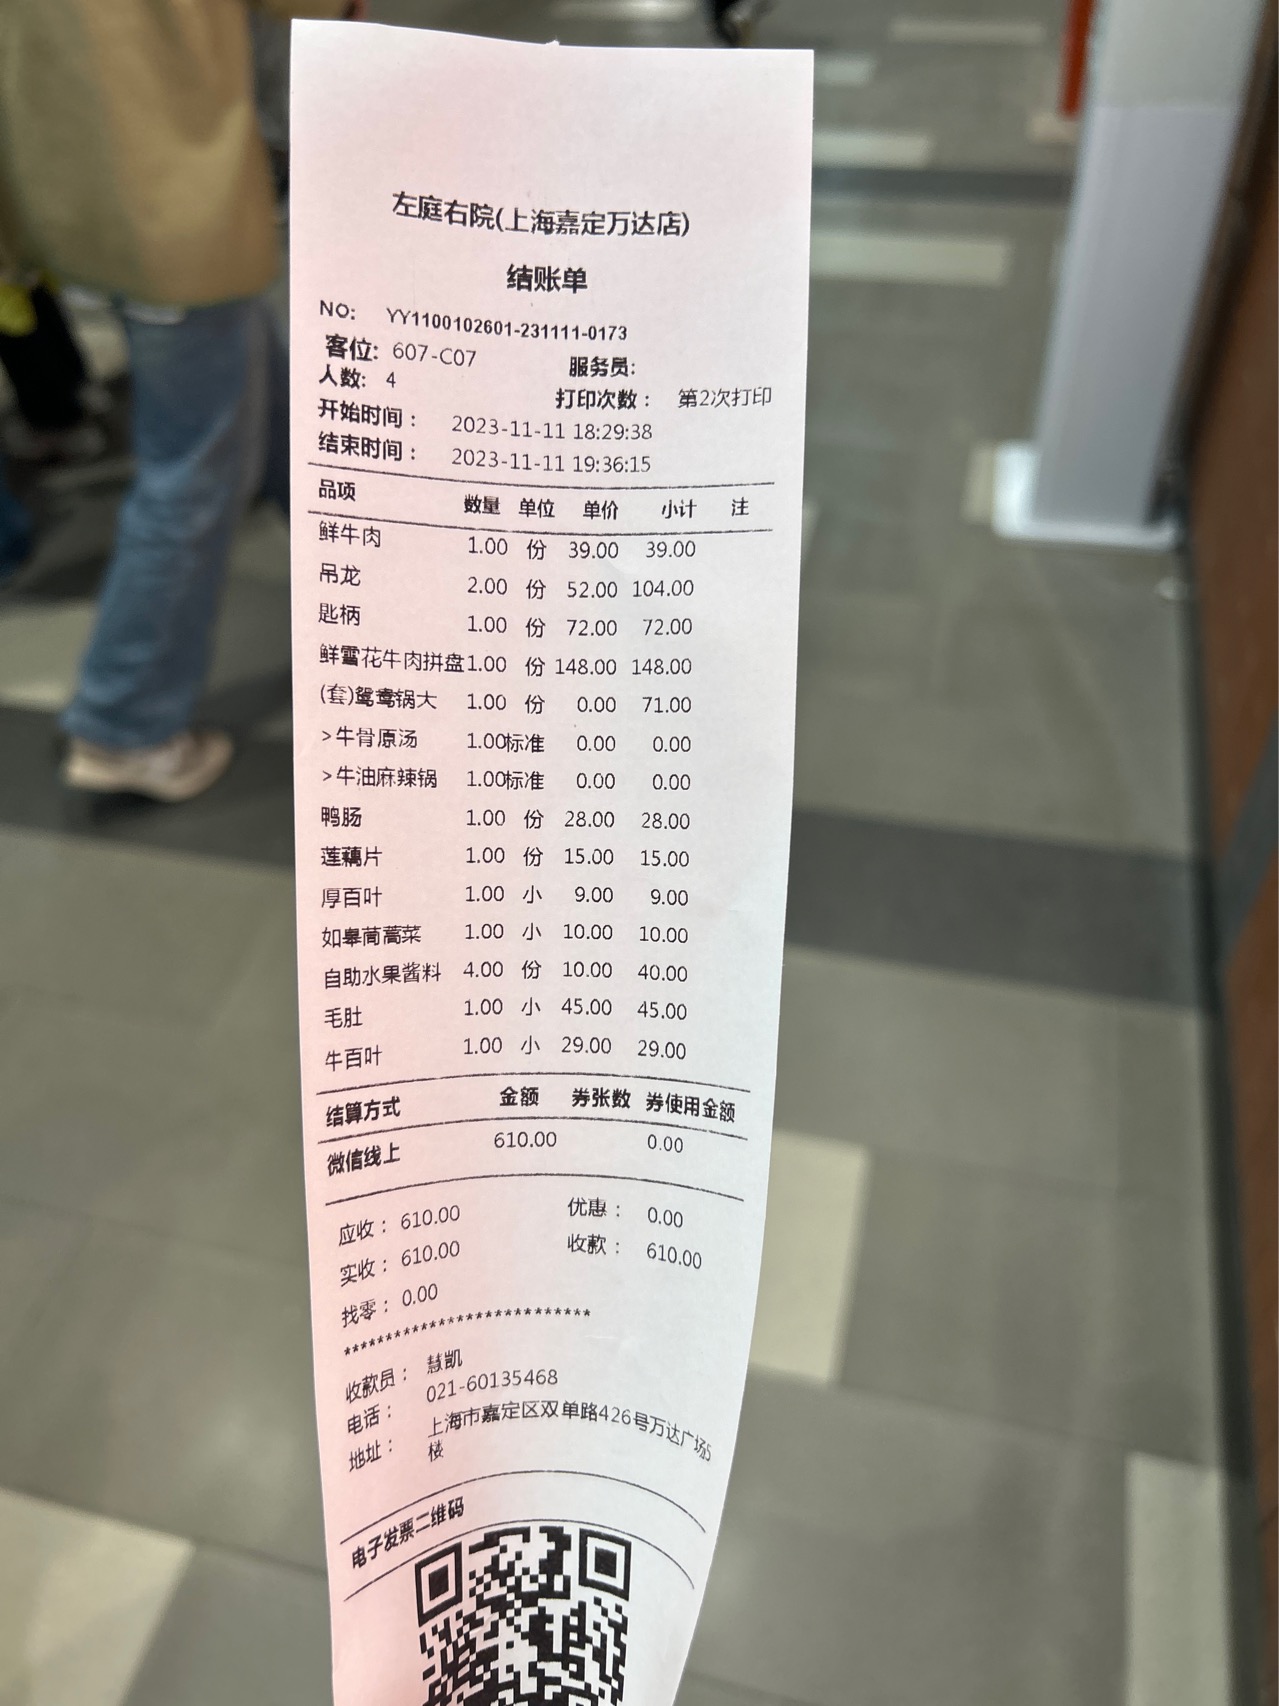 左庭右院(上海嘉定万达店)
结账单
NO: YY1100102601-231111-0173
客位: 607-C07 服务员:
人数: 4 打印次数： 第2次打印
开始时间： 2023-11-11 18:29:38
结束时间： 2023-11-11 19:36:15
品项 数量 单位 单价 小计 注
鲜牛肉 1.00 份 39.00 39.00
吊龙 2.00 份 52.00 104.00
匙柄 1.00 份 72.00 72.00
鲜雪花牛肉拼盘 1.00 份 148.00 148.00
(套)鸳鸯锅大 1.00 份 0.00 71.00
>牛骨原汤 1.00标准 0.00 0.00
>牛油麻辣锅 1.00标准 0.00 0.00
鸭肠 1.00 份 28.00 28.00
莲藕片 1.00 份 15.00 15.00
厚百叶 1.00 小 9.00 9.00
如皋茼蒿菜 1.00 小 10.00 10.00
自助水果酱料 4.00 份 10.00 40.00
毛肚 1.00 小 45.00 45.00
牛百叶 1.00 小 29.00 29.00
结算方式 金额 券张数 券使用金额
微信线上 610.00 0.00
应收： 610.00 优惠： 0.00
实收： 610.00 收款： 610.00
找零： 0.00
***************************
收款员： 慧凯
电话： 021-60135468
地址： 上海市嘉定区双单路426号万达广场5
楼
电子发票二维码